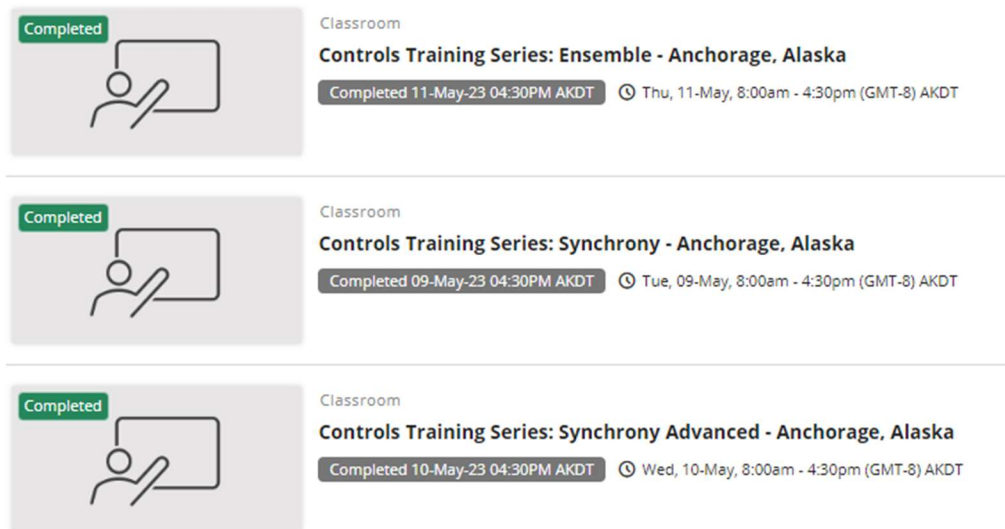 Completed
Classroom
Controls Training Series: Ensemble - Anchorage, Alaska
Completed 11-May-23 04:30PM AKDT Thu, 11-May, 8:00am - 4:30pm (GMT-8) AKDT
Completed
Classroom
Controls Training Series: Synchrony - Anchorage, Alaska
Completed 09-May-23 04:30PM AKDT Tue, 09-May, 8:00am - 4:30pm (GMT-8) AKDT
Completed
Classroom
Controls Training Series: Synchrony Advanced - Anchorage, Alaska
Completed 10-May-23 04:30PM AKDT Wed, 10-May, 8:00am - 4:30pm (GMT-8) AKDT